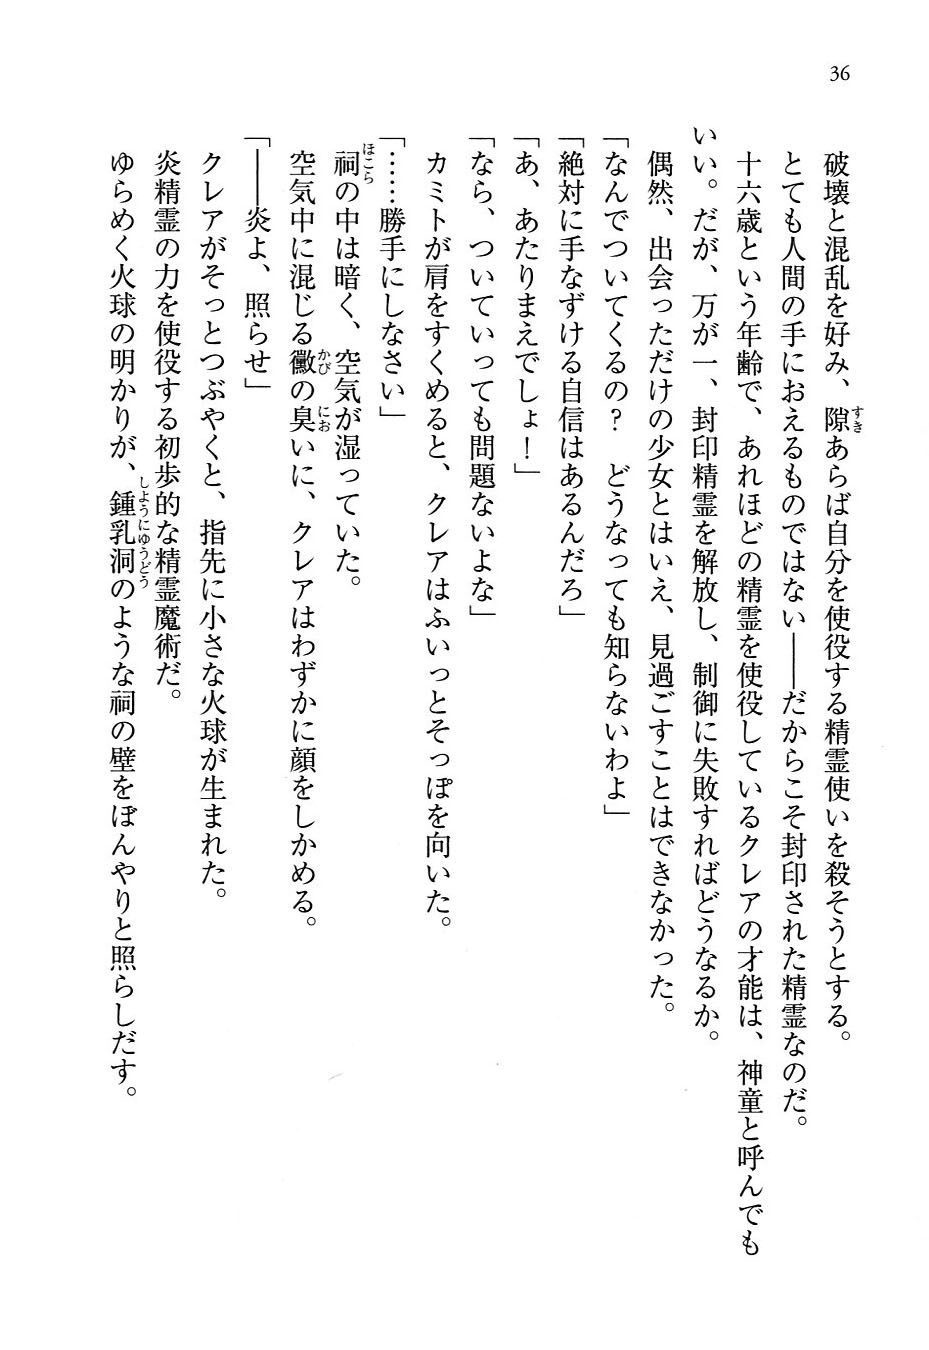 36
破壊と混乱を好み、隙あらば自分を使役する精霊使いを殺そうとする。
とても人間の手におえるものではない――だからこそ封印された精霊なのだ。
十六歳という年齢で、あれほどの精霊を使役しているクレアの才能は、神童と呼んでも
いい。だが、万が一、封印精霊を解放し、制御に失敗すればどうなるか。
偶然、出会っただけの少女とはいえ、見過ごすことはできなかった。
「なんでついてくるの？　どうなっても知らないわよ」
「絶対に手なずける自信はあるんだろ」
「あ、あたりまえでしょ！」
「なら、ついていっても問題ないよな」
カミトが肩をすくめると、クレアはふいっとそっぽを向いた。
「……勝手にしなさい」
祠の中は暗く、空気が湿っていた。
空気中に混じる黴の臭いに、クレアはわずかに顔をしかめる。
「――炎よ、照らせ」
クレアがそっとつぶやくと、指先に小さな火球が生まれた。
炎精霊の力を使役する初歩的な精霊魔術だ。
ゆらめく火球の明かりが、鍾乳洞のような祠の壁をぼんやりと照らしだす。